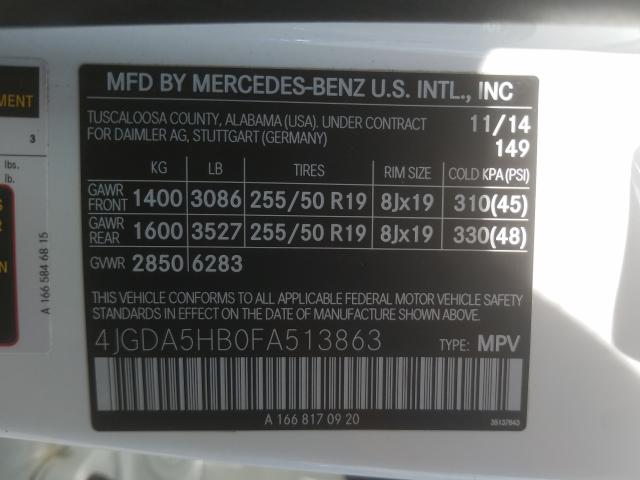 MFD BY MERCEDES-BENZ U.S. INTL., INC
TUSCALOOSA COUNTY, ALABAMA (USA). UNDER CONTRACT 11/14
FOR DAIMLER AG, STUTTGART (GERMANY) 149
KG LB TIRES RIM SIZE COLD KPA (PSI)
GAWR FRONT 1400 3086 255/50 R19 8Jx19 310(45)
GAWR REAR 1600 3527 255/50 R19 8Jx19 330(48)
GVWR 2850 6283
THIS VEHICLE CONFORMS TO ALL APPLICABLE FEDERAL MOTOR VEHICLE SAFETY
STANDARDS IN EFFECT ON THE DATE OF MANUFACTURE SHOWN ABOVE.
4JGDA5HB0FA513863 TYPE: MPV
A 166 817 09 20
35137643
MENT
3
lbs.
lb.
S
R
ON
A 166 584 68 15